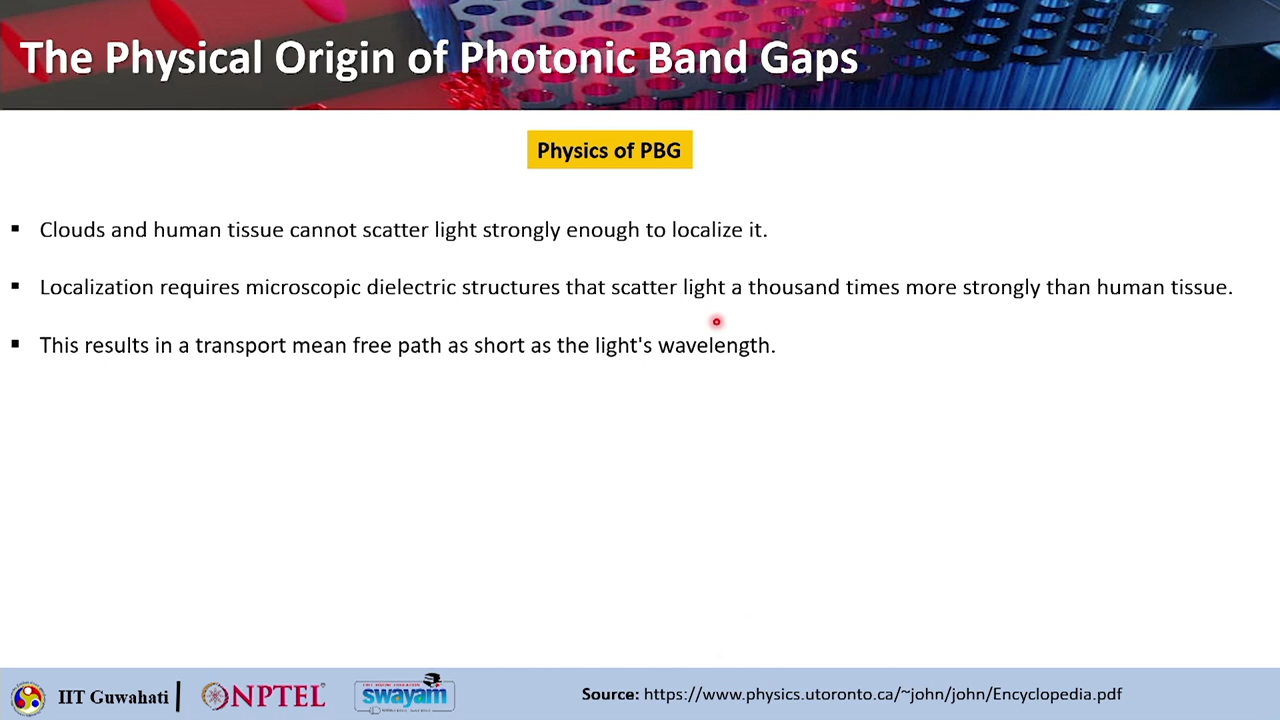 The Physical Origin of Photonic Band Gaps
Physics of PBG
▪ Clouds and human tissue cannot scatter light strongly enough to localize it.
▪ Localization requires microscopic dielectric structures that scatter light a thousand times more strongly than human tissue.
▪ This results in a transport mean free path as short as the light's wavelength.
IIT Guwahati
NPTEL
swayam
Source: https://www.physics.utoronto.ca/~john/john/Encyclopedia.pdf